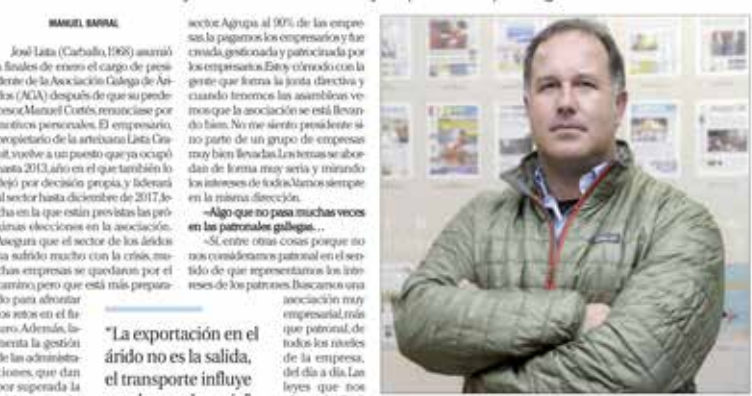 MANUEL BARRAL
José Lista (Carballo, 1968) asumió
a finales de enero el cargo de presi-
dente de la Asociación Galega de Ári-
dos (AGA) después de que su prede-
cesor, Manuel Cortés, renunciase por
motivos personales. El empresario,
propietario de la arteixana Lista Gra-
nit, vuelve a un puesto que ya ocupó
hasta 2013, año en el que también lo
dejó por decisión propia, y liderará
al sector hasta diciembre de 2017, fe-
cha en la que están previstas las pró-
ximas elecciones en la asociación.
Asegura que el sector de los áridos
ha sufrido mucho con la crisis, mu-
chas empresas se quedaron por el
camino, pero que está más prepara-
do para afrontar
los retos en el fu-
turo. Además, la-
menta la gestión
de las administra-
ciones, que dan
por superada la
"La exportación en el
árido no es la salida,
el transporte influye
sector. Agrupa al 90% de las empre-
sas, la pagamos los empresarios y fue
creada, gestionada y patrocinada por
los empresarios. Estoy cómodo con la
gente que forma la junta directiva y
cuando tenemos las asambleas ve-
mos que la asociación se está llevan-
do bien. No me siento presidente si-
no parte de un grupo de empresas
muy bien llevadas. Los temas se abor-
dan de forma muy seria y mirando
los intereses de todos. Vamos siempre
en la misma dirección.
–Algo que no pasa muchas veces
en las patronales gallegas…
–Sí, entre otras cosas porque no
nos consideramos patronal en el sen-
tido de que representamos los inte-
reses de los patrones. Buscamos una
asociación muy
empresarial, más
que patronal, de
todos los niveles
de la empresa,
del día a día. Las
leyes que nos